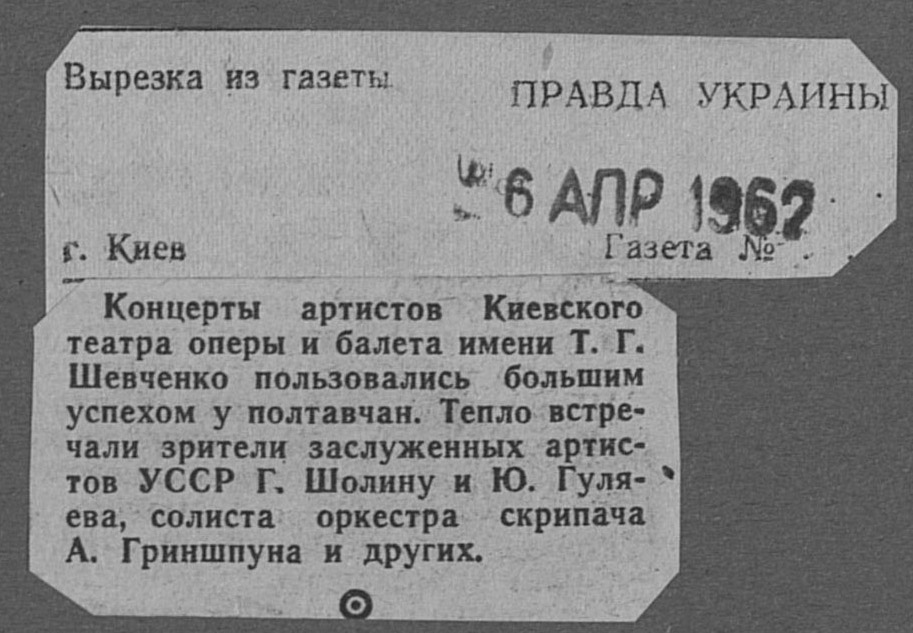 Вырезка из газеты
ПРАВДА УКРАИНЫ
6 АПР 1962
г. Киев
Газета №
Концерты артистов Киевского
театра оперы и балета имени Т. Г.
Шевченко пользовались большим
успехом у полтавчан. Тепло встре-
чали зрители заслуженных артис-
тов УССР Г. Шолину и Ю. Гуля-
ева, солиста оркестра скрипача
А. Гриншпуна и других.